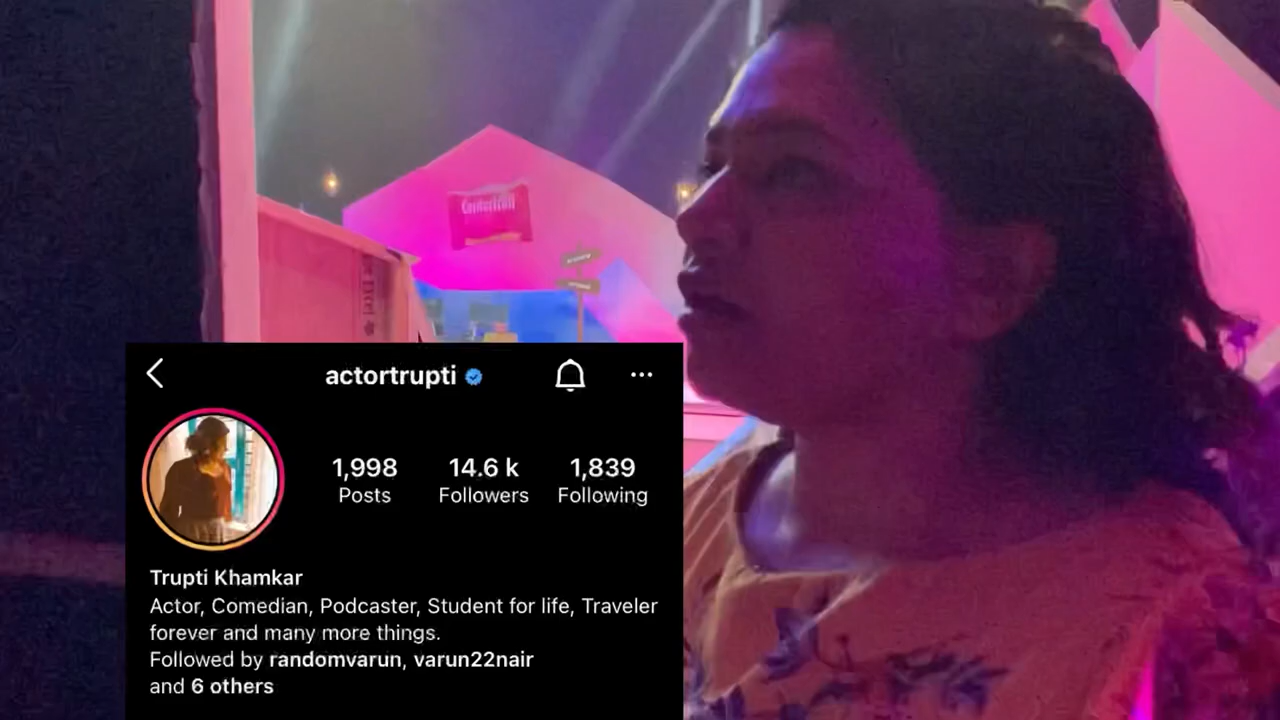 Centerfruit
actortrupti
1,998
14.6 k
1,839
Posts
Followers
Following
Trupti Khamkar
Actor, Comedian, Podcaster, Student for life, Traveler
forever and many more things.
Followed by randomvarun, varun22nair
and 6 others